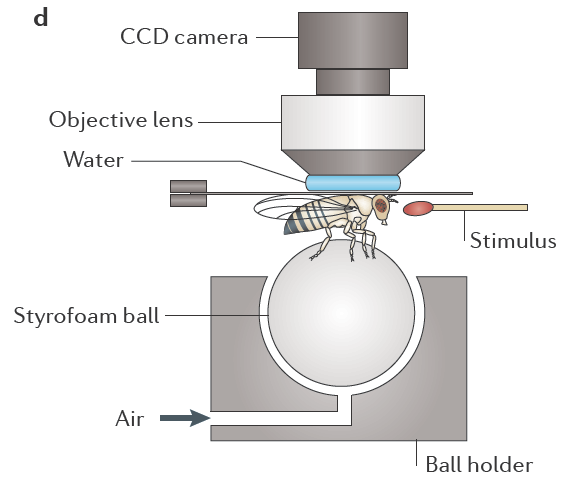 d
CCD camera
Objective lens
Water
Stimulus
Styrofoam ball
Air
Ball holder